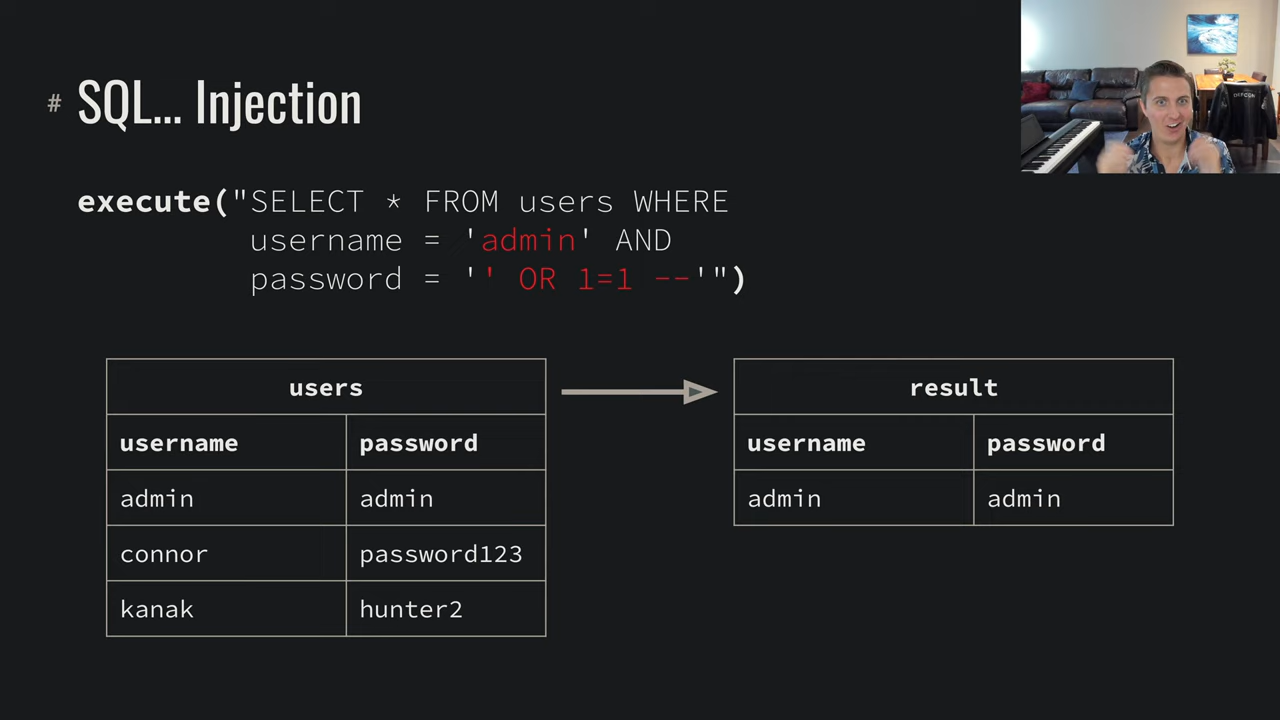 # SQL... Injection
DEFCON
execute("SELECT * FROM users WHERE
username = 'admin' AND
password = '' OR 1=1 --'")
users
username password
admin admin
connor password123
kanak hunter2
result
username password
admin admin